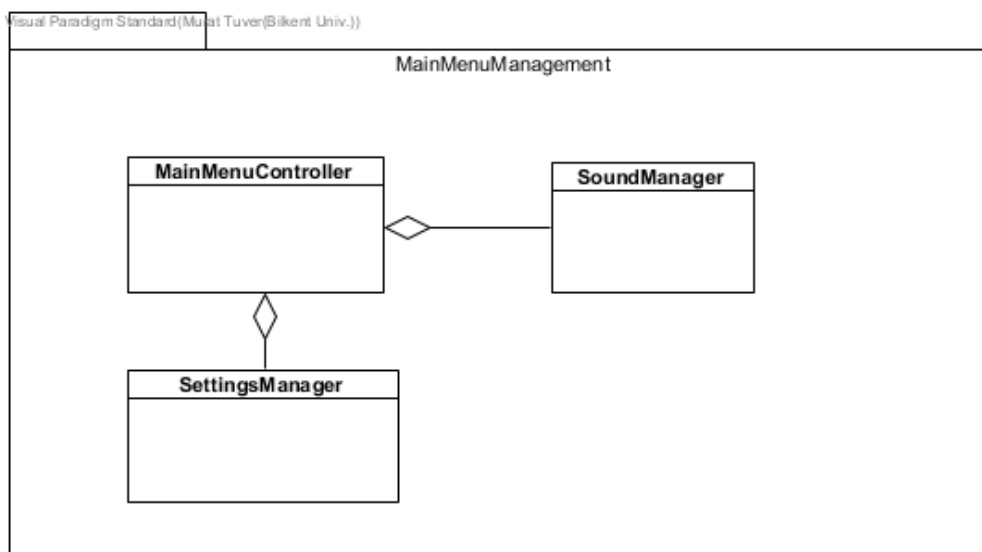 Visual Paradigm Standard(Murat Tuver(Bilkent Univ.))
MainMenuManagement
MainMenuController
SoundManager
SettingsManager